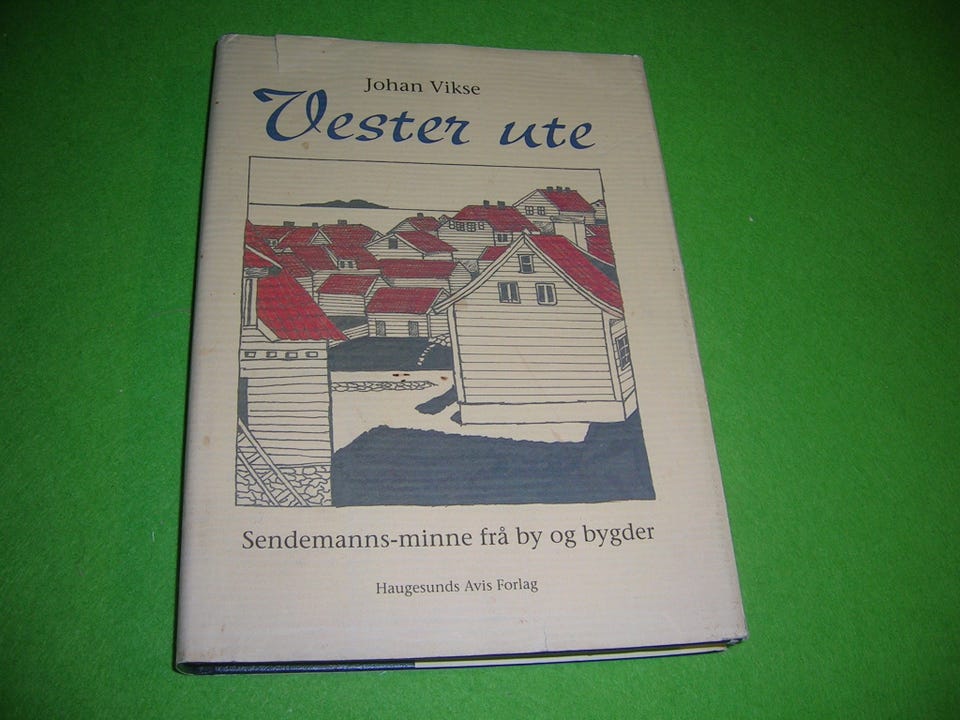 Johan Vikse
Vester ute
Sendemanns-minne frå by og bygder
Haugesunds Avis Forlag